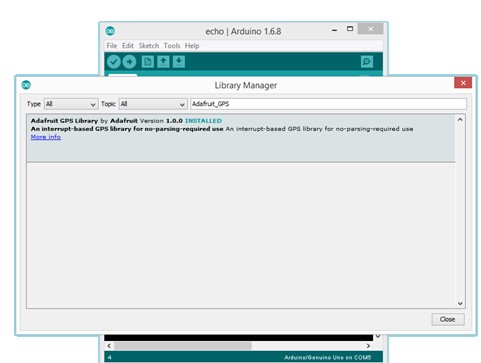 echo | Arduino 1.6.8
File Edit Sketch Tools Help
Library Manager
Type All Topic All Adafruit_GPS
Adafruit GPS Library by Adafruit Version 1.0.0 INSTALLED
An interrupt-based GPS library for no-parsing-required use An interrupt-based GPS library for no-parsing-required use
More info
Close
4 Arduino/Genuino Uno on COM5